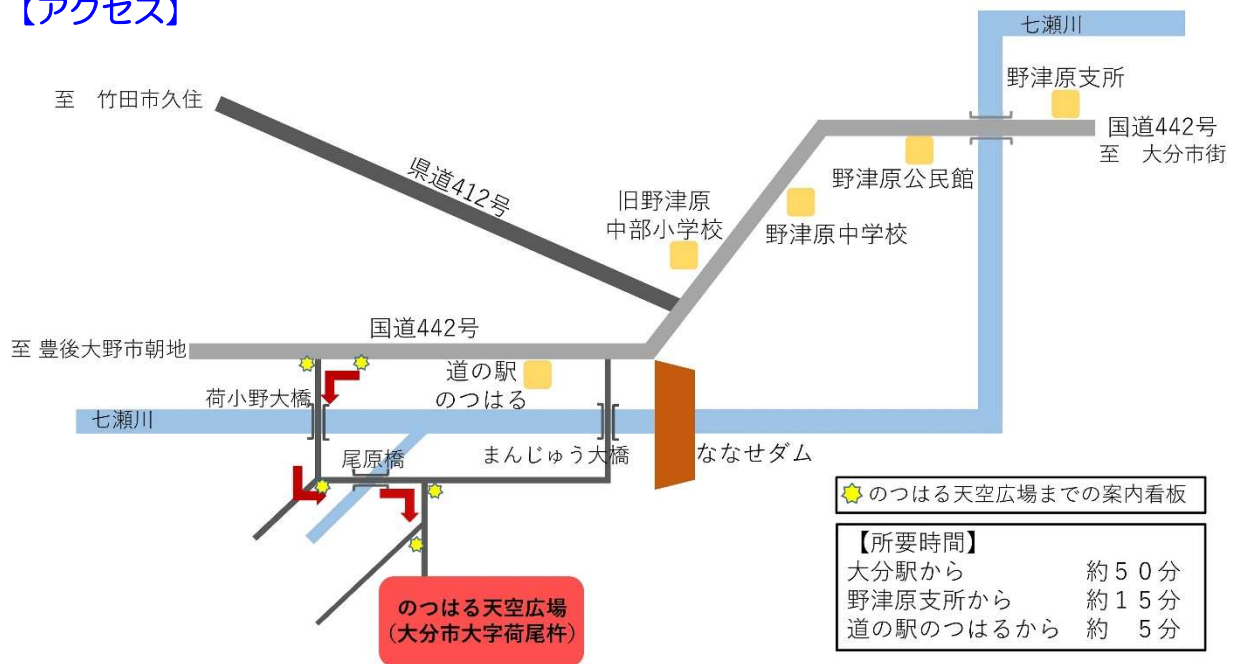 【アクセス】
七瀬川
野津原支所
至　竹田市久住
国道442号
至　大分市街
県道412号
野津原公民館
旧野津原
中部小学校
野津原中学校
国道442号
至 豊後大野市朝地
道の駅
のつはる
荷小野大橋
七瀬川
尾原橋
まんじゅう大橋
ななせダム
のつはる天空広場までの案内看板
【所要時間】
大分駅から　約５０分
野津原支所から　約１５分
道の駅のつはるから　約　５分
のつはる天空広場
（大分市大字荷尾杵）